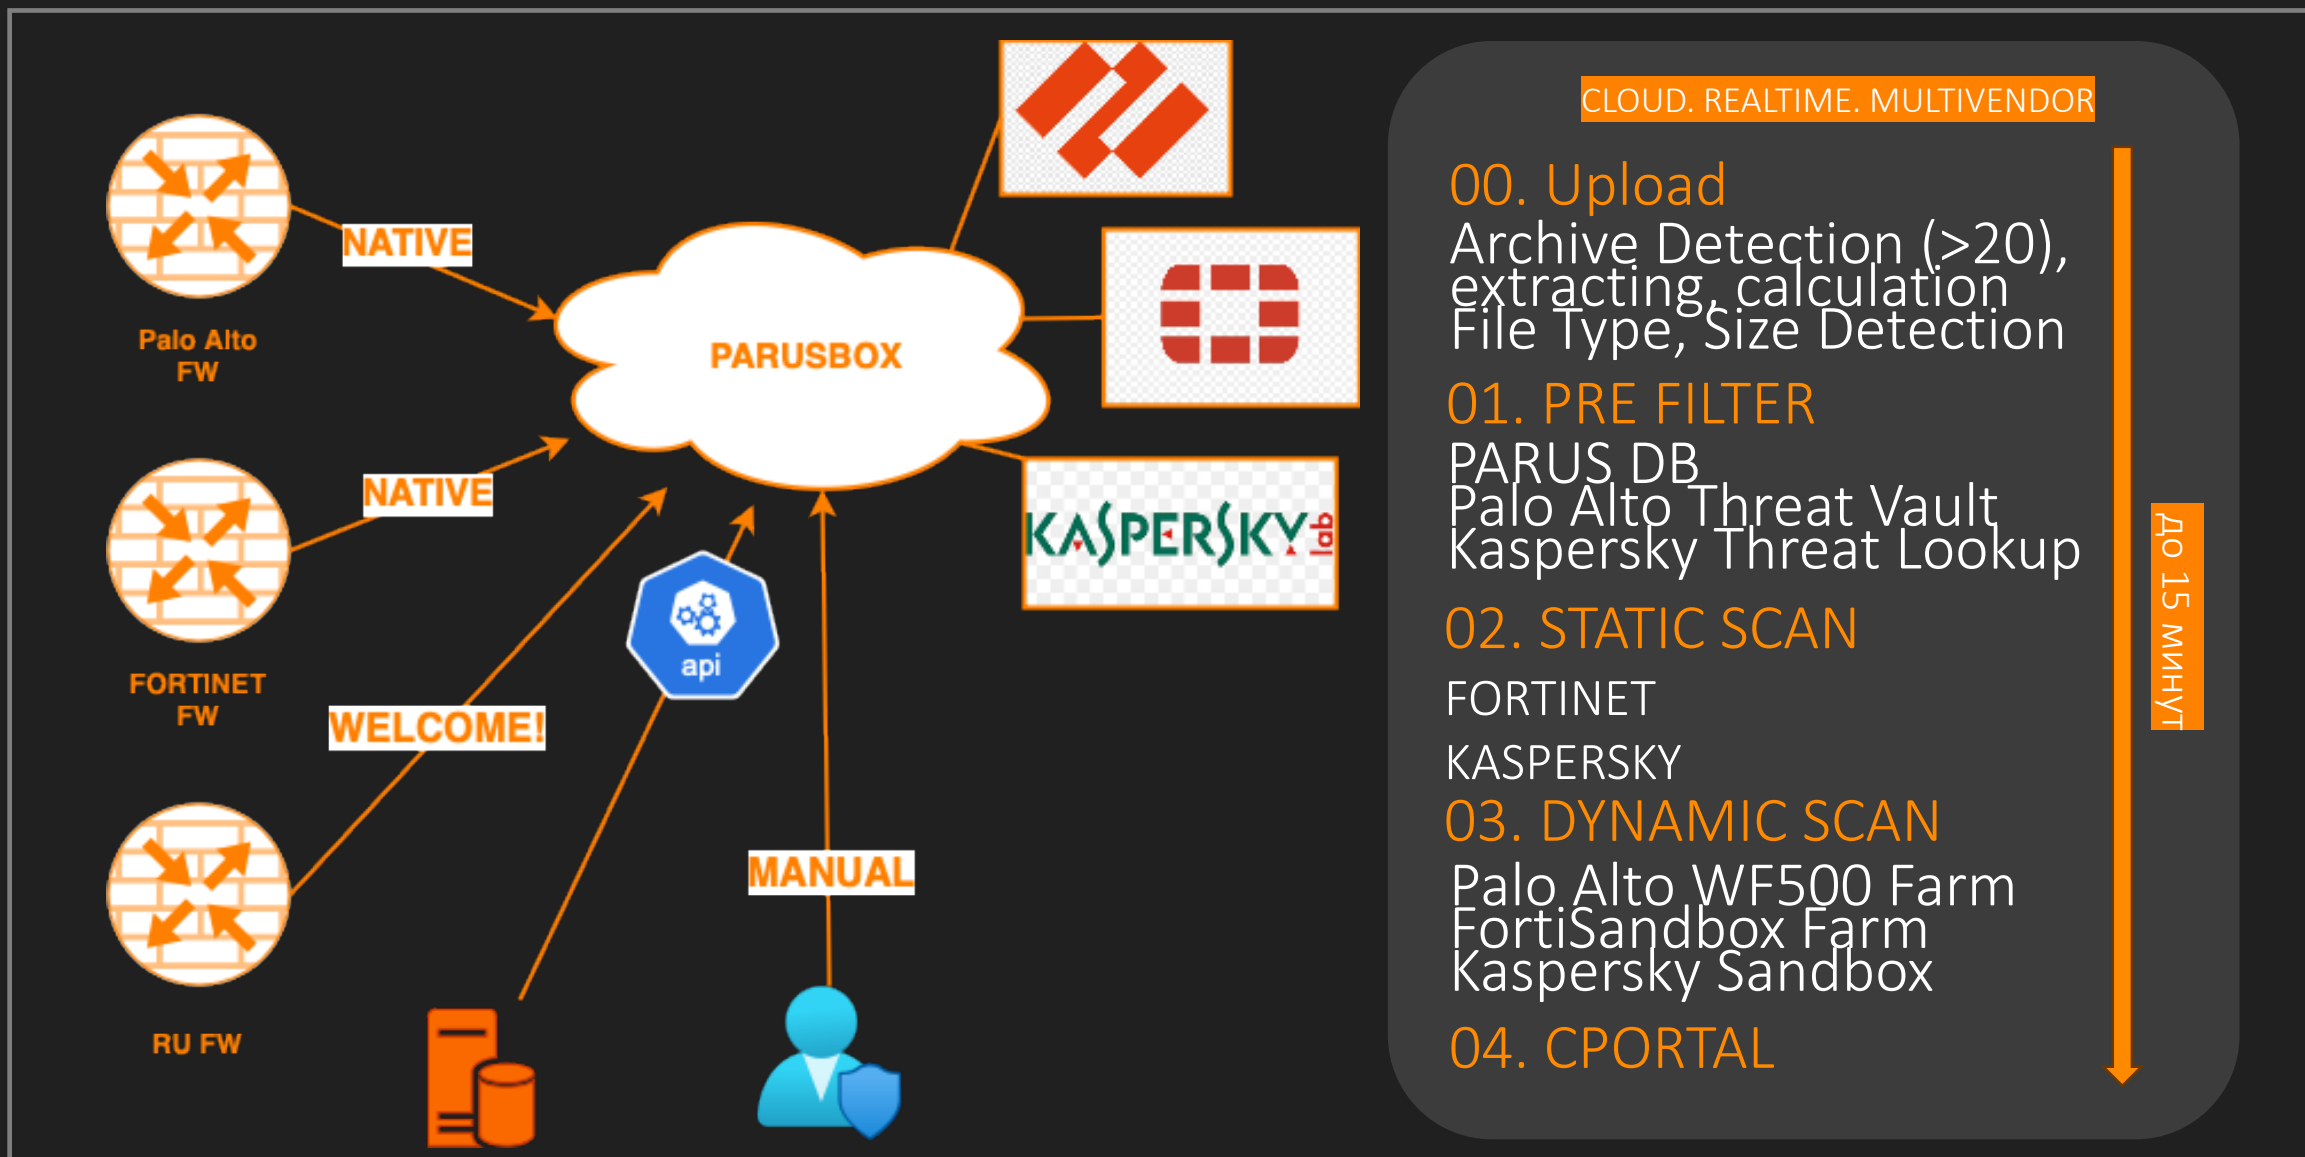 NATIVE
Palo Alto
FW
PARUSBOX
NATIVE
FORTINET
FW
WELCOME!
api
MANUAL
RU FW
KASPERSKY lab
CLOUD. REALTIME. MULTIVENDOR
00. Upload
Archive Detection (>20),
extracting, calculation
File Type, Size Detection
01. PRE FILTER
PARUS DB
Palo Alto Threat Vault
Kaspersky Threat Lookup
02. STATIC SCAN
FORTINET
KASPERSKY
03. DYNAMIC SCAN
Palo Alto WF500 Farm
FortiSandbox Farm
Kaspersky Sandbox
04. CPORTAL
до 15 минут